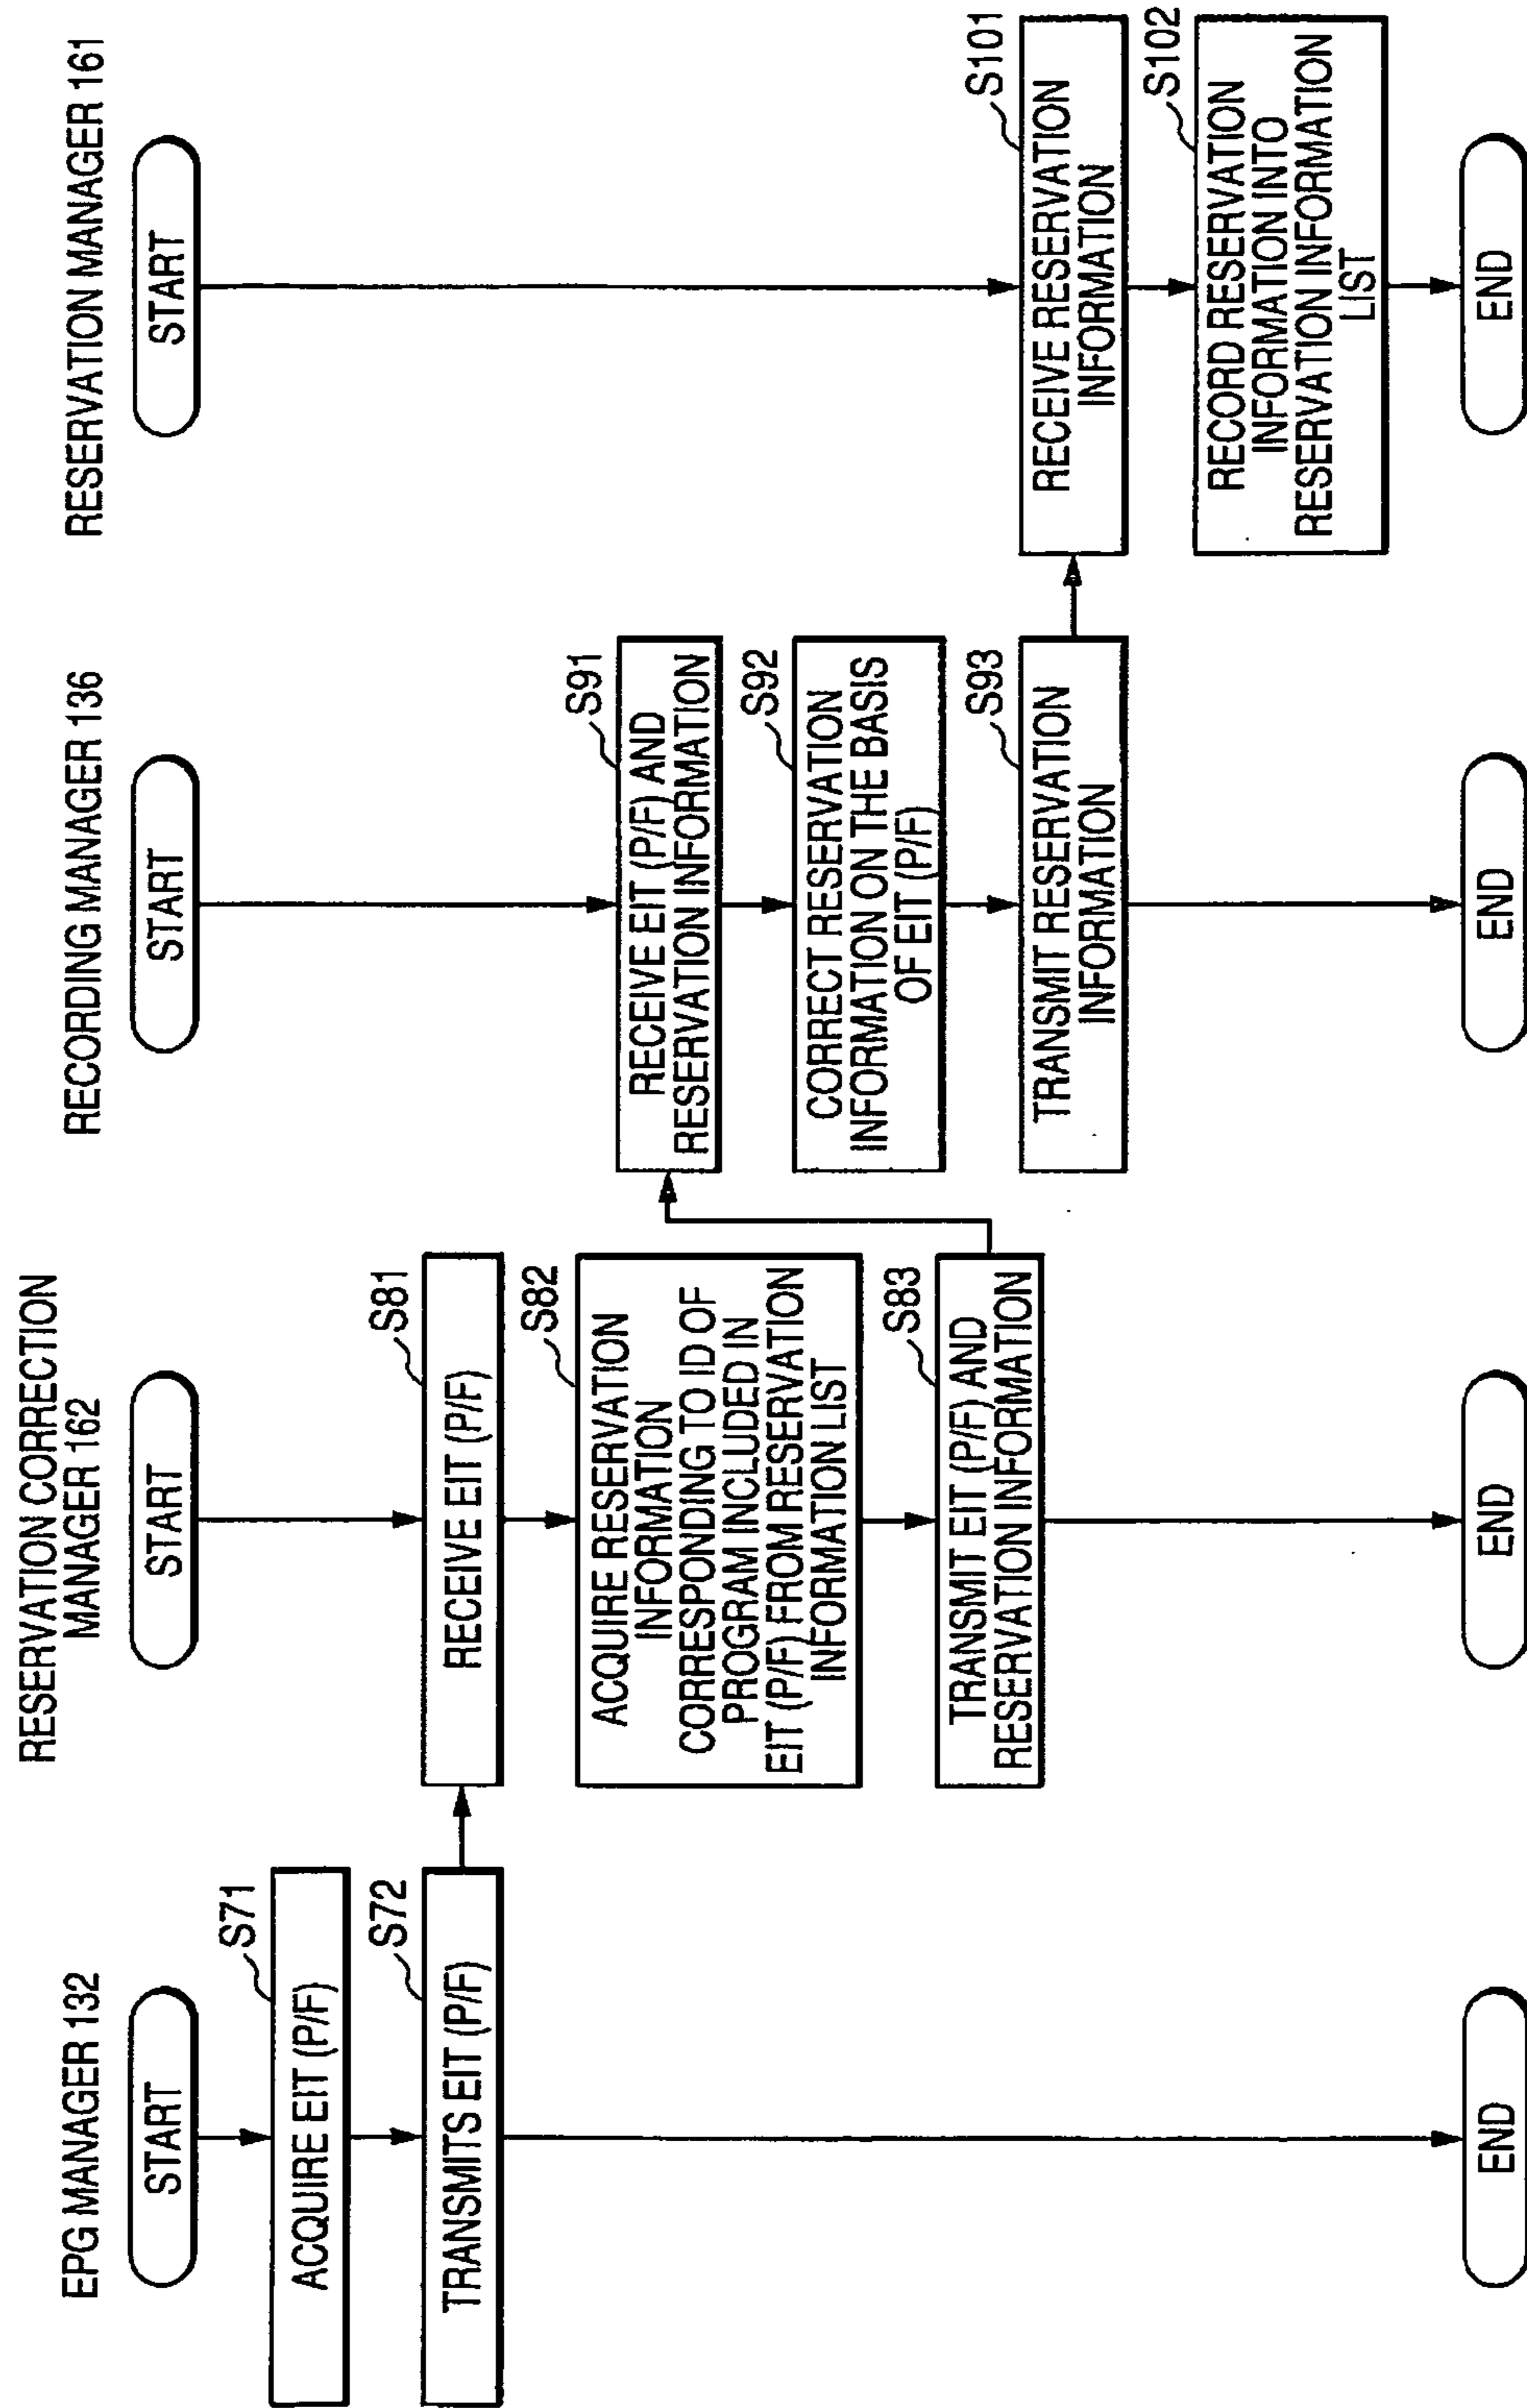 EPG MANAGER 132
START
S71
ACQUIRE EIT (P/F)
S72
TRANSMITS EIT (P/F)
END
RESERVATION CORRECTION
MANAGER 162
START
S81
RECEIVE EIT (P/F)
S82
ACQUIRE RESERVATION
INFORMATION
CORRESPONDING TO ID OF
PROGRAM INCLUDED IN
EIT (P/F) FROM RESERVATION
INFORMATION LIST
S83
TRANSMIT EIT (P/F) AND
RESERVATION INFORMATION
END
RECORDING MANAGER 136
START
S91
RECEIVE EIT (P/F) AND
RESERVATION INFORMATION
S92
CORRECT RESERVATION
INFORMATION ON THE BASIS
OF EIT (P/F)
S93
TRANSMIT RESERVATION
INFORMATION
END
RESERVATION MANAGER 161
START
S101
RECEIVE RESERVATION
INFORMATION
S102
RECORD RESERVATION
INFORMATION INTO
RESERVATION INFORMATION
LIST
END